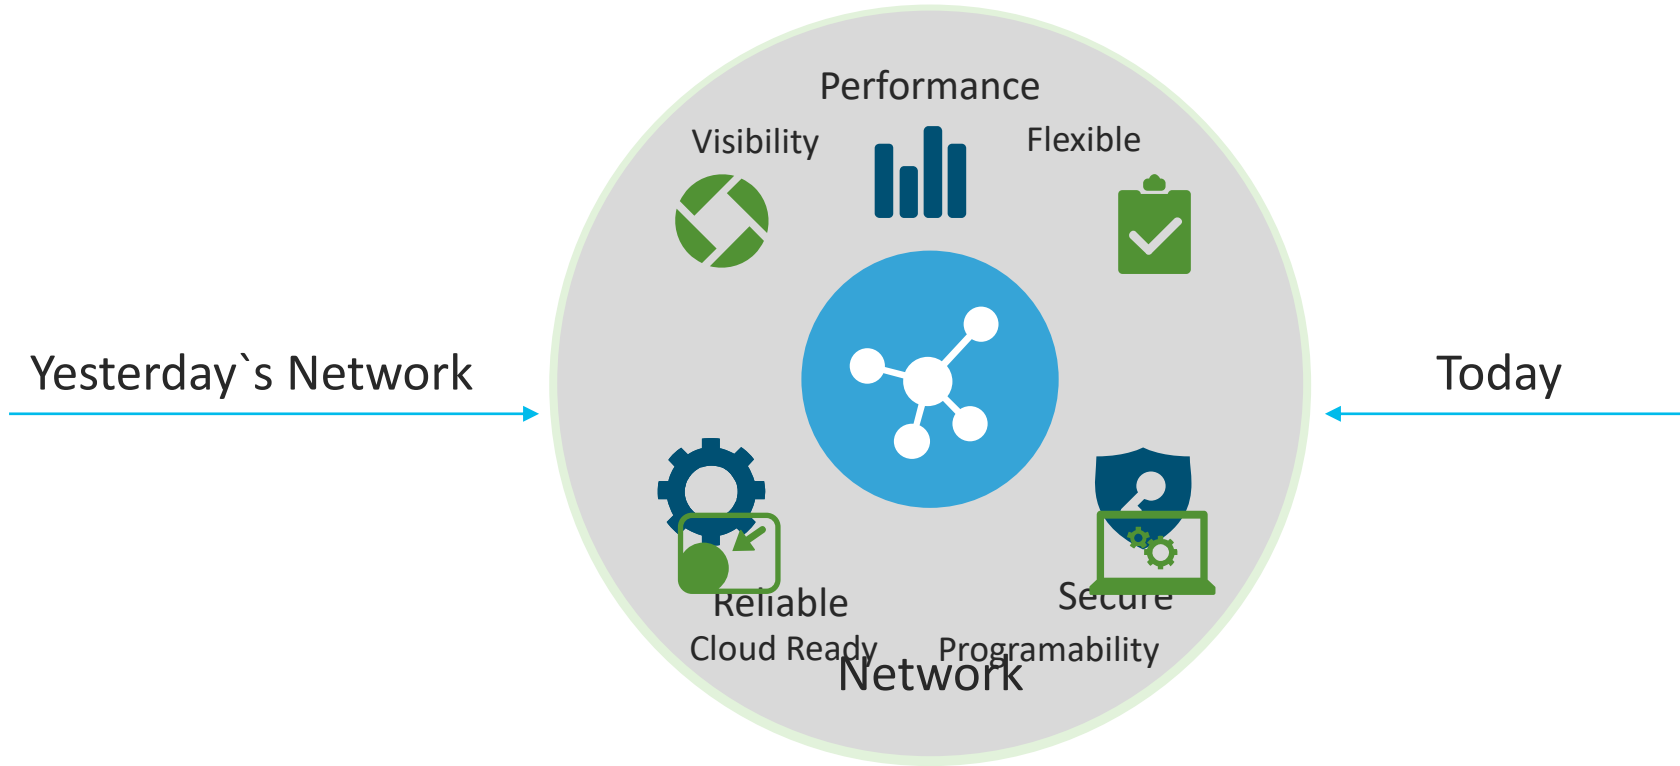 Performance
Visibility
Flexible
Yesterday`s Network
Today
Reliable
Secure
Cloud Ready
Programability
Network